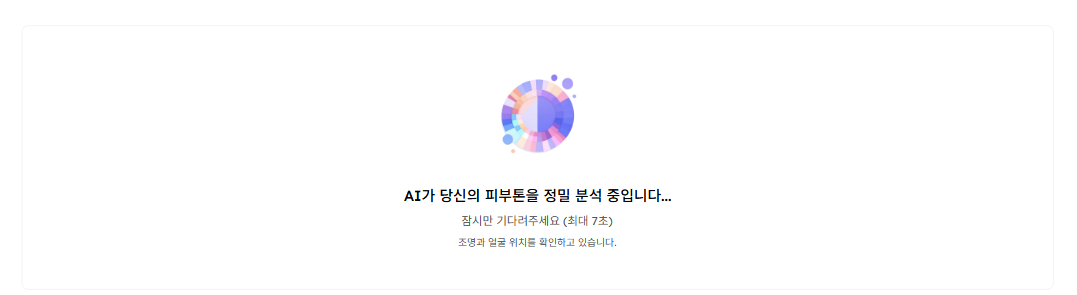 AI가 당신의 피부톤을 정밀 분석 중입니다...
잠시만 기다려주세요 (최대 7초)
조명과 얼굴 위치를 확인하고 있습니다.